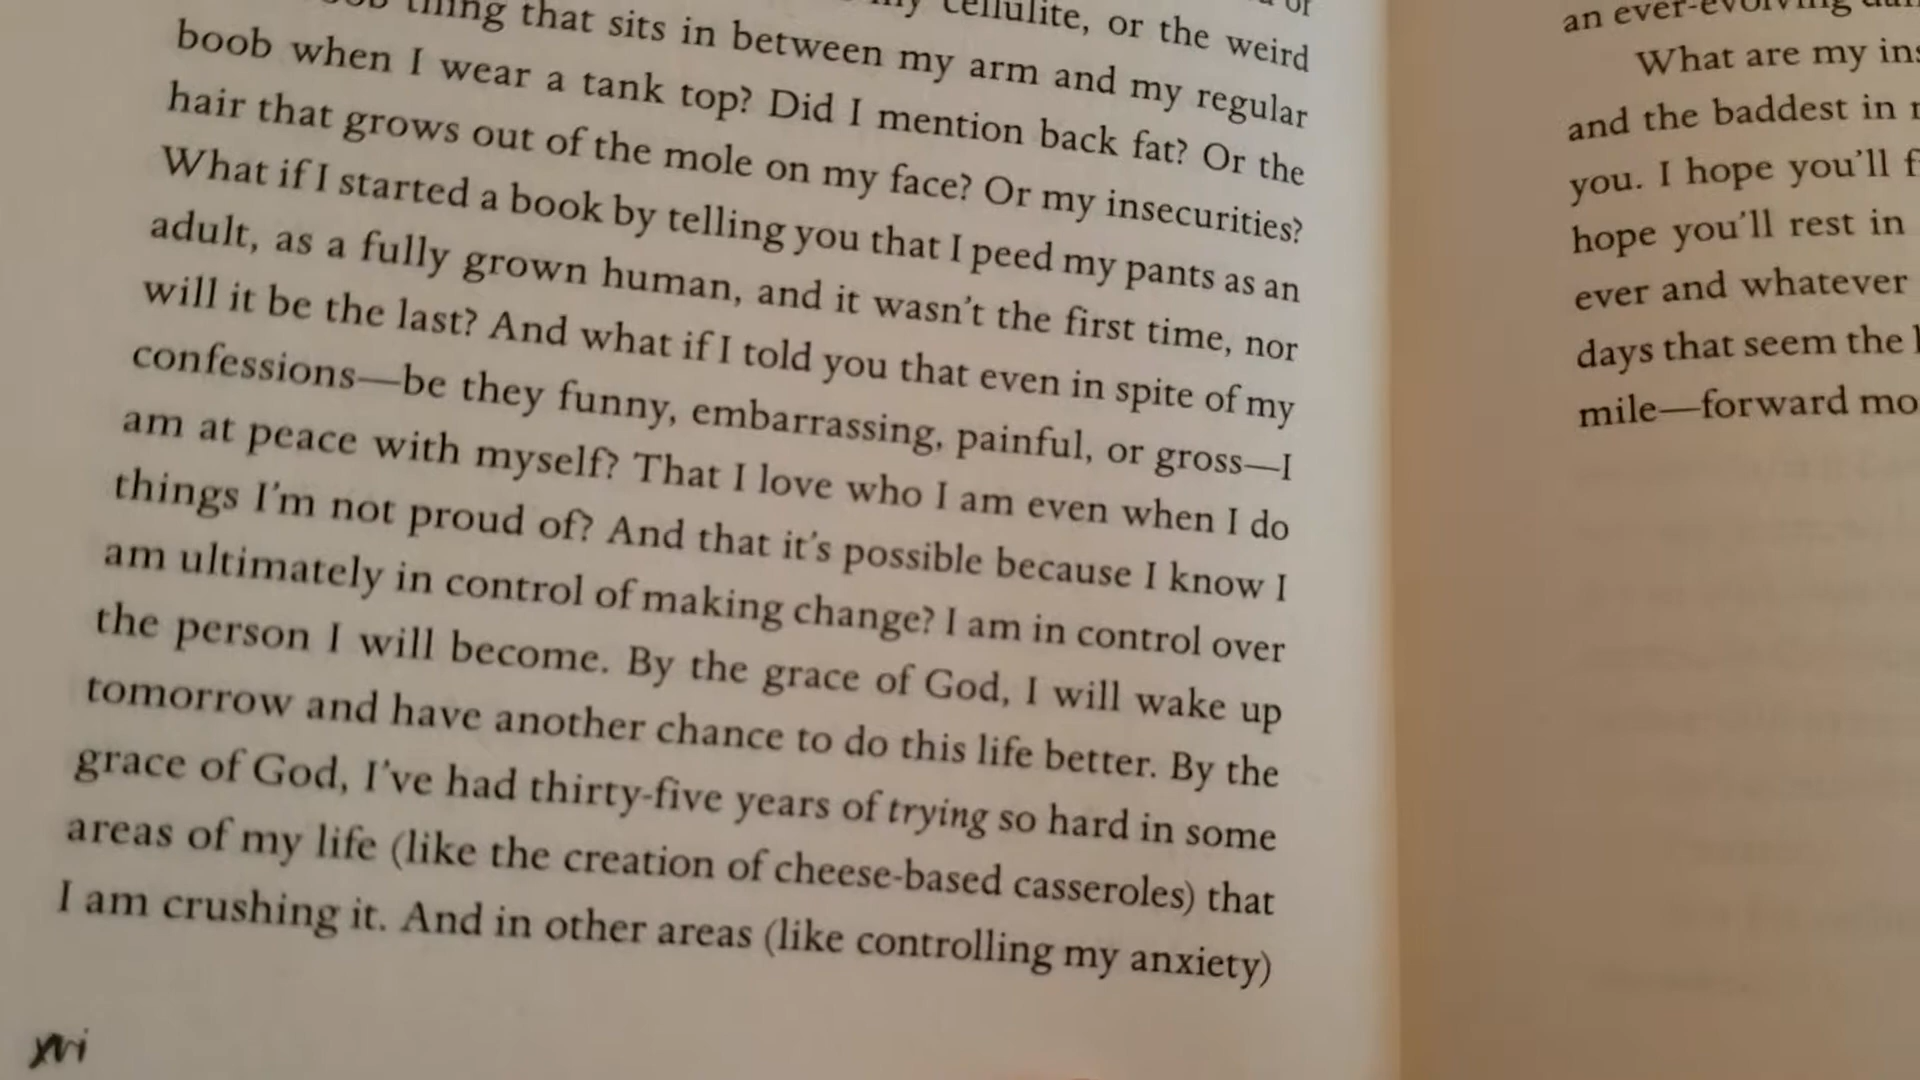 thing that sits in between my arm and my regular
boob when I wear a tank top? Did I mention back fat? Or the
hair that grows out of the mole on my face? Or my insecurities?
What if I started a book by telling you that I peed my pants as an
adult, as a fully grown human, and it wasn't the first time, nor
will it be the last? And what if I told you that even in spite of my
confessions—be they funny, embarrassing, painful, or gross—I
am at peace with myself? That I love who I am even when I do
things I'm not proud of? And that it's possible because I know I
am ultimately in control of making change? I am in control over
the person I will become. By the grace of God, I will wake up
tomorrow and have another chance to do this life better. By the
grace of God, I've had thirty-five years of trying so hard in some
areas of my life (like the creation of cheese-based casseroles) that
I am crushing it. And in other areas (like controlling my anxiety)
xvi
an ever-evolving
What are my
and the baddest in
you. I hope you'll
hope you'll rest in
ever and whatever
days that seem the
mile—forward